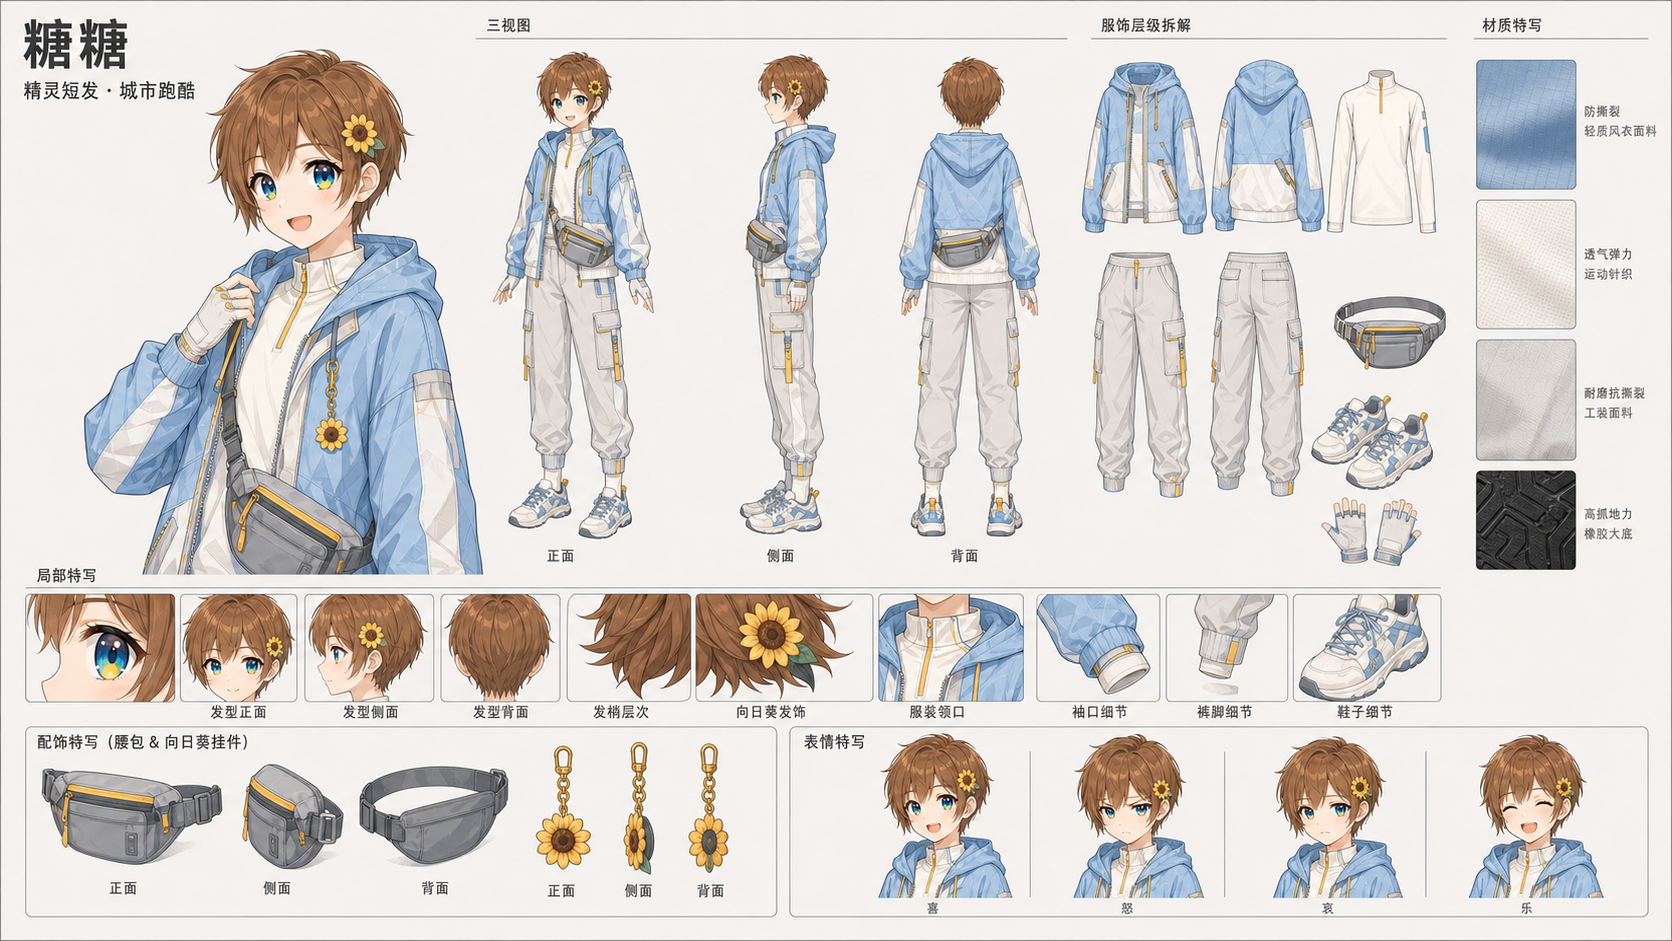 糖糖
精灵短发·城市跑酷
三视图
正面
侧面
背面
服饰层级拆解
材质特写
防撕裂
轻质风衣面料
透气弹力
运动针织
耐磨抗撕裂
工装面料
高抓地力
橡胶大底
局部特写
发型正面
发型侧面
发型背面
发梢层次
向日葵发饰
服装领口
袖口细节
裤脚细节
鞋子细节
配饰特写（腰包 & 向日葵挂件）
正面
侧面
背面
正面
侧面
背面
表情特写
喜
怒
哀
乐